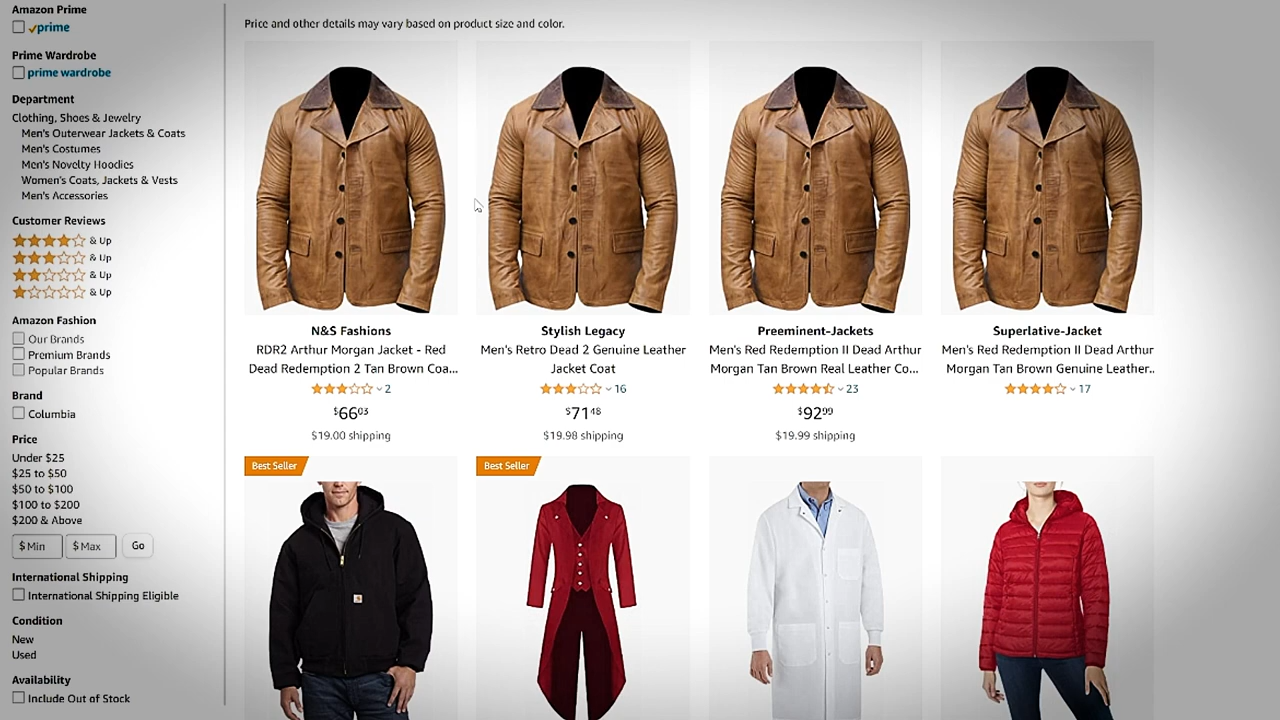 Amazon Prime
prime
Prime Wardrobe
prime wardrobe
Department
Clothing, Shoes & Jewelry
Men's Outerwear Jackets & Coats
Men's Costumes
Men's Novelty Hoodies
Women's Coats, Jackets & Vests
Men's Accessories
Customer Reviews
& Up
& Up
& Up
& Up
Amazon Fashion
Our Brands
Premium Brands
Popular Brands
Brand
Columbia
Price
Under $25
$25 to $50
$50 to $100
$100 to $200
$200 & Above
$ Min $ Max Go
International Shipping
International Shipping Eligible
Condition
New
Used
Availability
Include Out of Stock
Price and other details may vary based on product size and color.
N&S Fashions
RDR2 Arthur Morgan Jacket - Red
Dead Redemption 2 Tan Brown Coa...
2
$66.03
$19.00 shipping
Stylish Legacy
Men's Retro Dead 2 Genuine Leather
Jacket Coat
16
$71.48
$19.98 shipping
Preeminent-Jackets
Men's Red Redemption II Dead Arthur
Morgan Tan Brown Real Leather Co...
23
$92.99
$19.99 shipping
Superlative-Jacket
Men's Red Redemption II Dead Arthur
Morgan Tan Brown Genuine Leather..
17
Best Seller
Best Seller